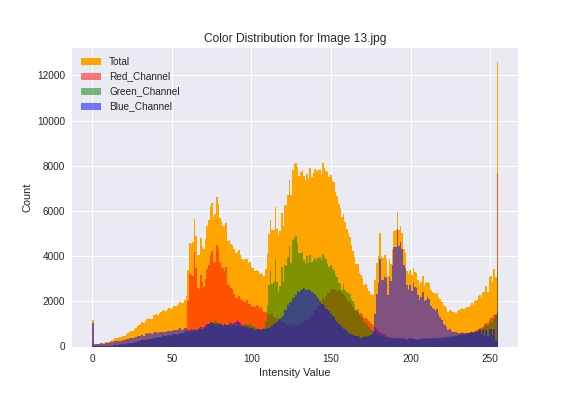 Color Distribution for Image 13.jpg
Total
Red_Channel
Green_Channel
Blue_Channel
12000
10000
8000
6000
4000
2000
0
Count
0 50 100 150 200 250
Intensity Value